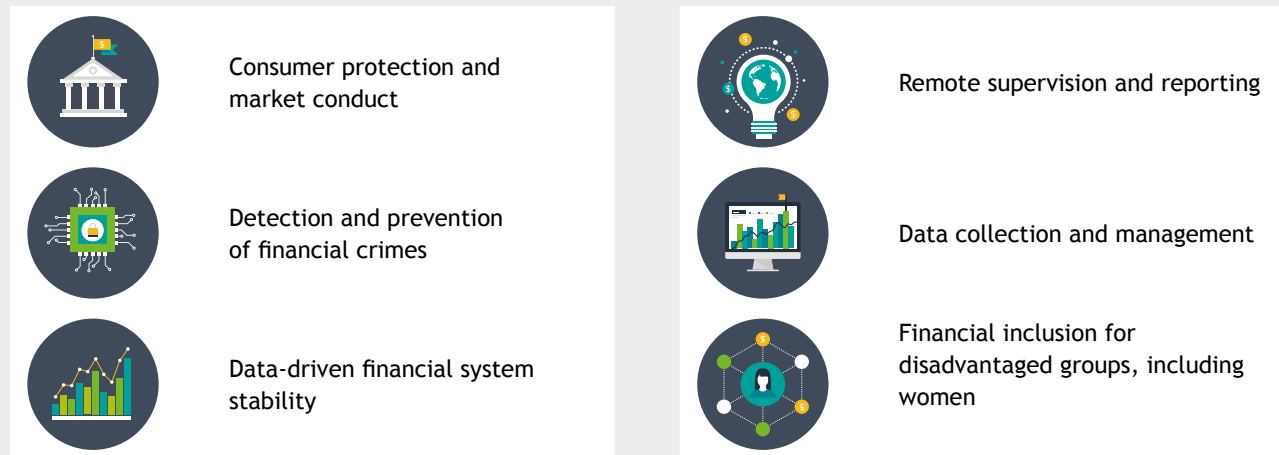 Consumer protection and
market conduct
Detection and prevention
of financial crimes
Data-driven financial system
stability
Remote supervision and reporting
Data collection and management
Financial inclusion for
disadvantaged groups, including
women